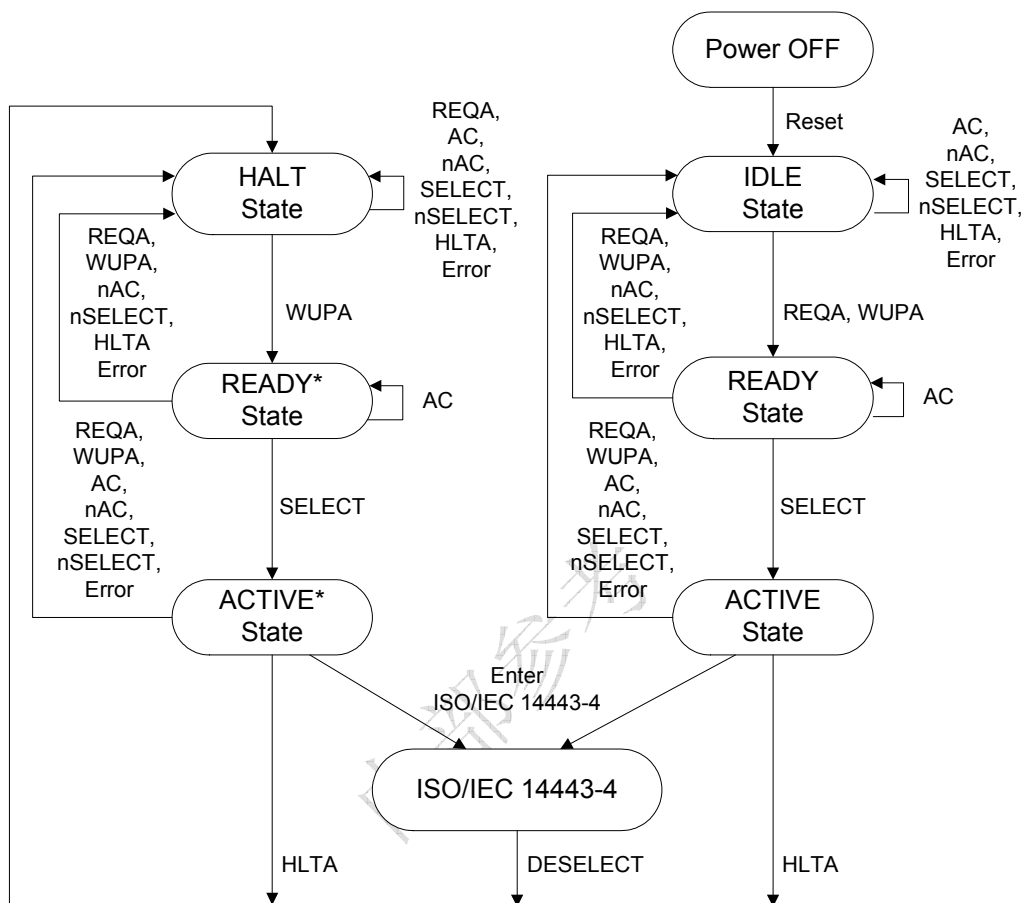 Power OFF
Reset
HALT
State
REQA,
AC,
nAC,
SELECT,
nSELECT,
HLTA,
Error
IDLE
State
AC,
nAC,
SELECT,
nSELECT,
HLTA,
Error
REQA,
WUPA,
nAC,
nSELECT,
HLTA
Error
WUPA
REQA,
WUPA,
nAC,
nSELECT,
HLTA,
Error
REQA, WUPA
READY*
State
AC
READY
State
AC
REQA,
WUPA,
AC,
nAC,
SELECT,
nSELECT,
Error
SELECT
REQA,
WUPA,
AC,
nAC,
SELECT,
nSELECT,
Error
SELECT
ACTIVE*
State
ACTIVE
State
Enter
ISO/IEC 14443-4
ISO/IEC 14443-4
HLTA
DESELECT
HLTA
部参考